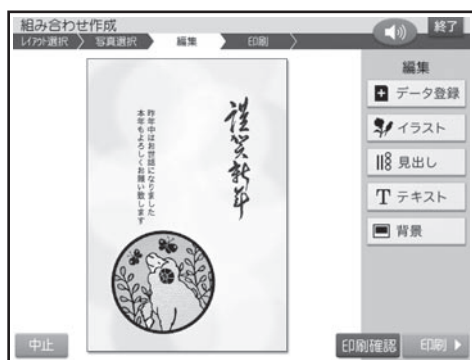 組み合わせ作成
終了
レイアウト選択
写真選択
編集
印刷
謹賀新年
昨年中はお世話になりました
本年もよろしくお願い致します
編集
データ登録
イラスト
見出し
テキスト
背景
中止
印刷確認
印刷